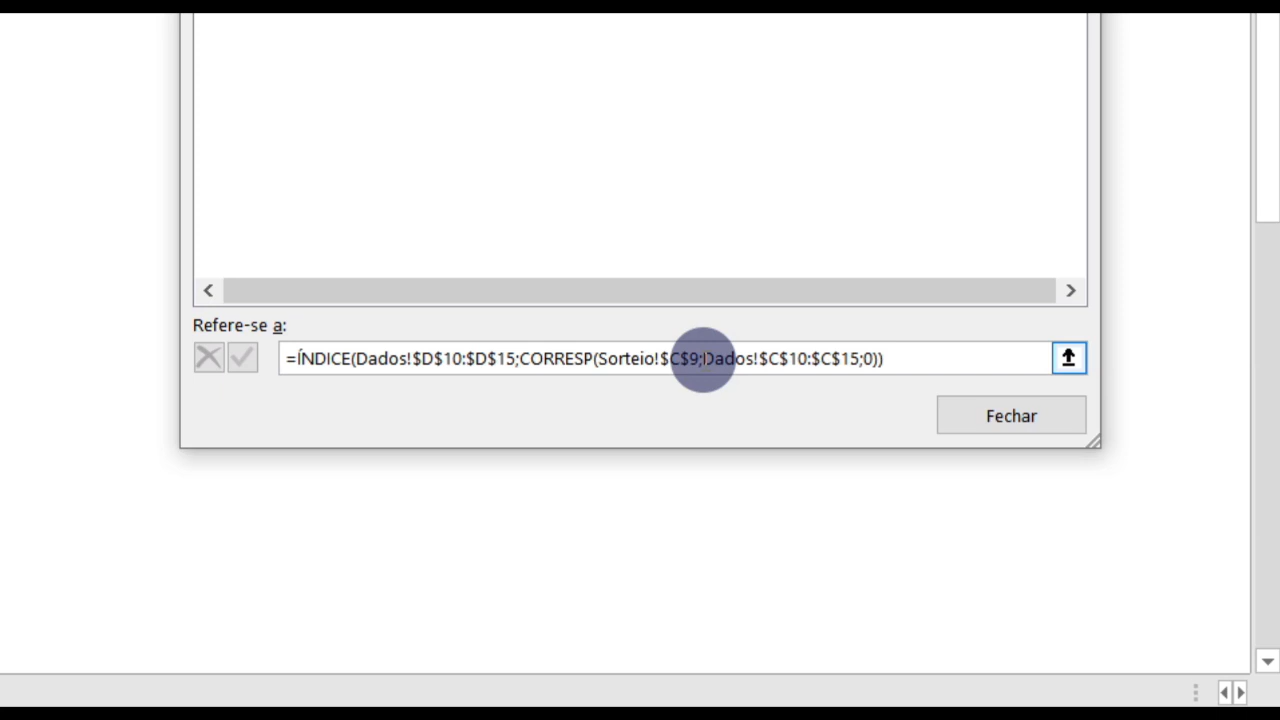 Refere-se a:
=ÍNDICE(Dados!$D$10:$D$15;CORRESP(Sorteio!$C$9;Dados!$C$10:$C$15;0))
Fechar